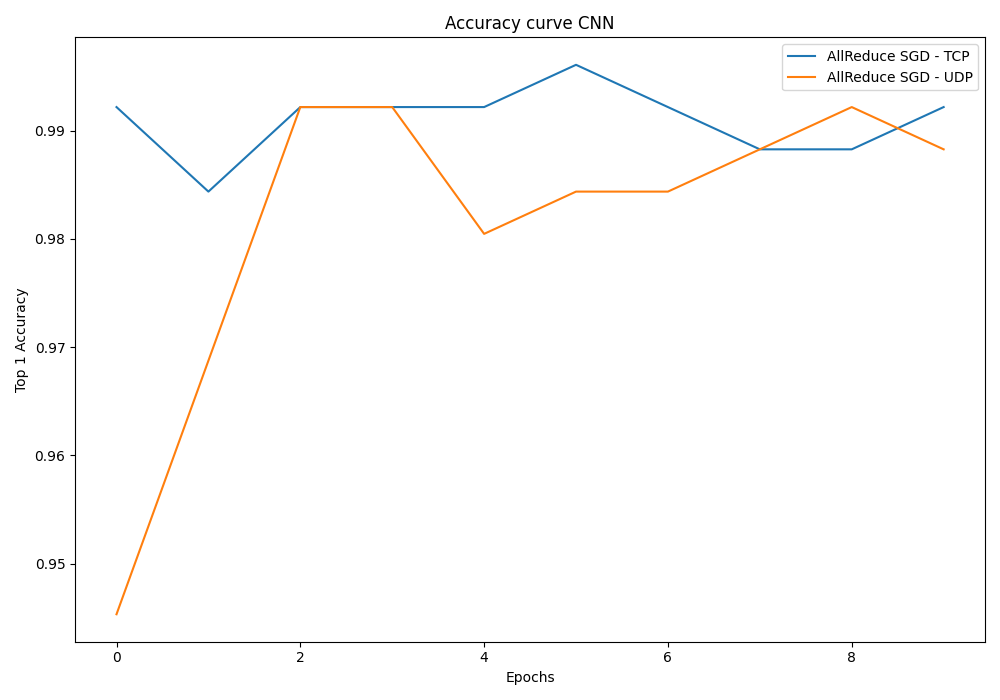 Accuracy curve CNN
AllReduce SGD - TCP
AllReduce SGD - UDP
Top 1 Accuracy
0.99
0.98
0.97
0.96
0.95
0 2 4 6 8
Epochs